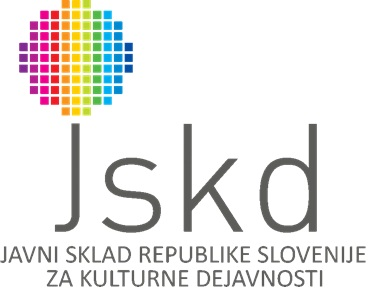 Jskd
JAVNI SKLAD REPUBLIKE SLOVENIJE
ZA KULTURNE DEJAVNOSTI